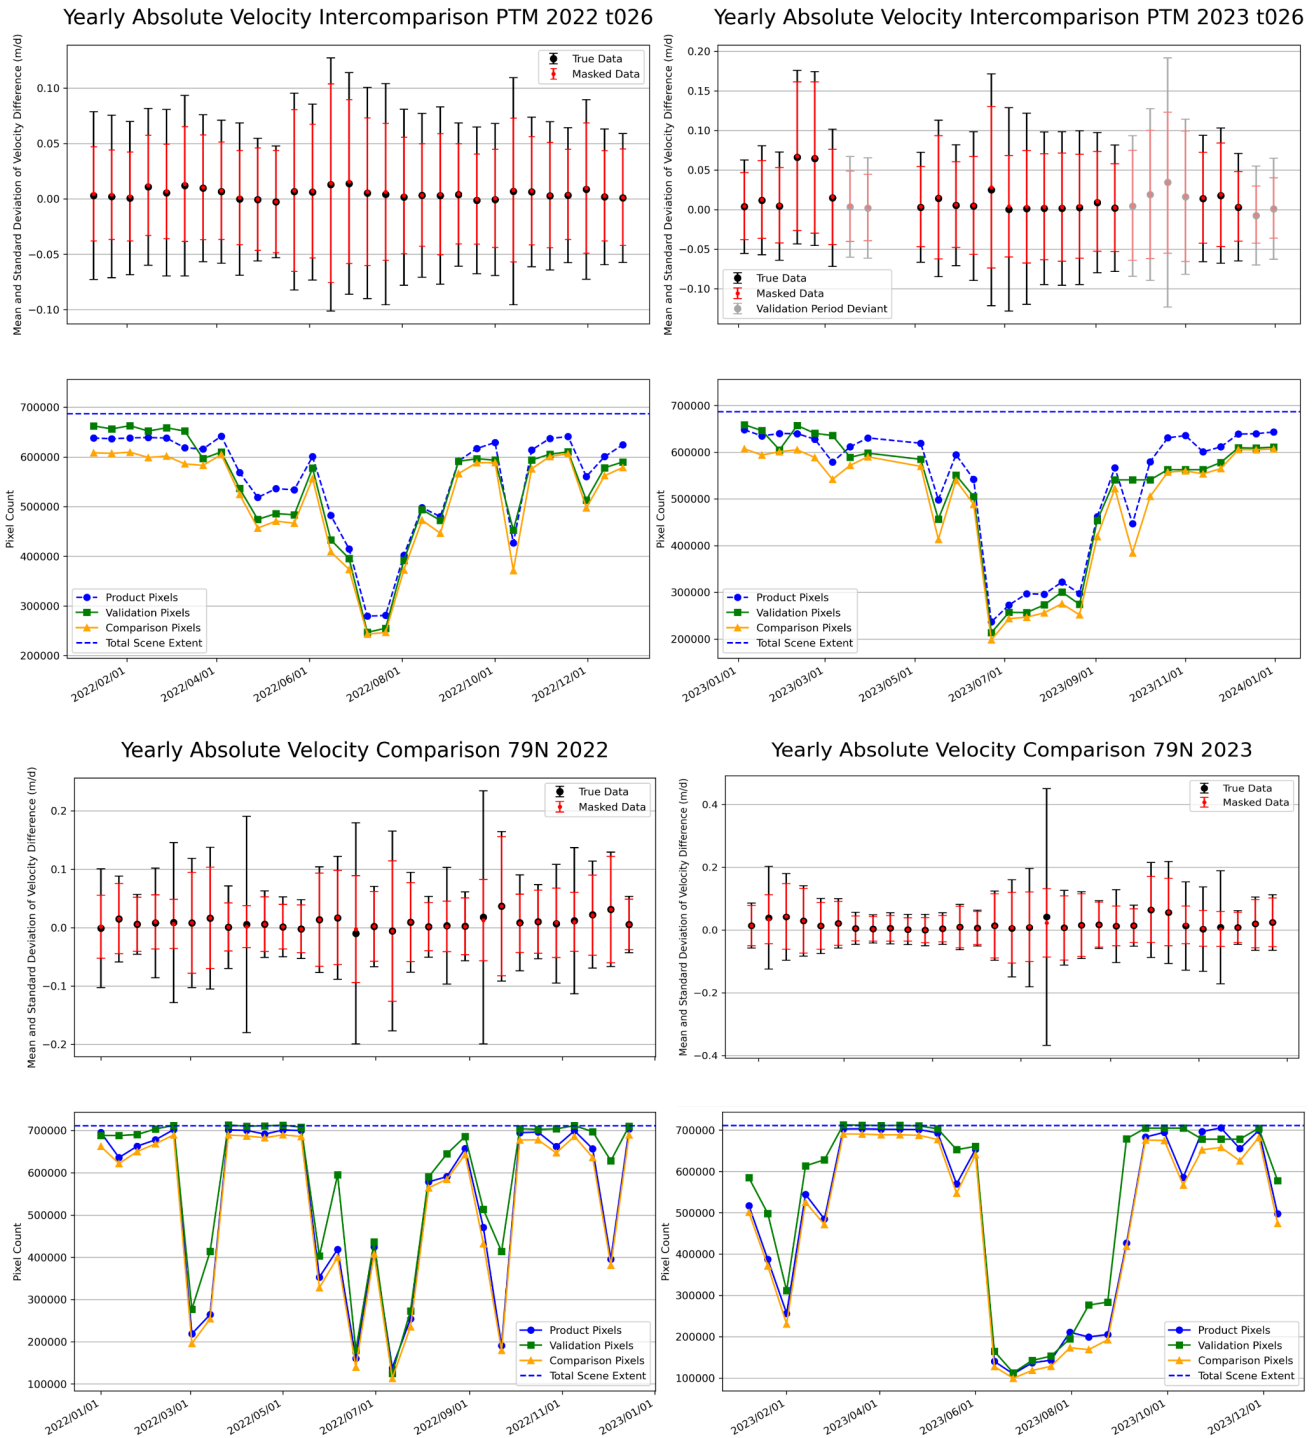 Yearly Absolute Velocity Intercomparison PTM 2022 t026
Mean and Standard Deviation of Velocity Difference (m/d)
0.10
0.05
0.00
−0.05
−0.10
True Data
Masked Data
Pixel Count
700000
600000
500000
400000
300000
200000
Product Pixels
Validation Pixels
Comparison Pixels
Total Scene Extent
2022/02/01
2022/04/01
2022/06/01
2022/08/01
2022/10/01
2022/12/01
Yearly Absolute Velocity Intercomparison PTM 2023 t026
Mean and Standard Deviation of Velocity Difference (m/d)
0.20
0.15
0.10
0.05
0.00
−0.05
−0.10
True Data
Masked Data
Validation Period Deviant
Pixel Count
700000
600000
500000
400000
300000
200000
Product Pixels
Validation Pixels
Comparison Pixels
Total Scene Extent
2023/01/01
2023/03/01
2023/05/01
2023/07/01
2023/09/01
2023/11/01
2024/01/01
Yearly Absolute Velocity Comparison 79N 2022
Mean and Standard Deviation of Velocity Difference (m/d)
0.2
0.1
0.0
−0.1
−0.2
True Data
Masked Data
Pixel Count
700000
600000
500000
400000
300000
200000
100000
Product Pixels
Validation Pixels
Comparison Pixels
Total Scene Extent
2022/01/01
2022/03/01
2022/05/01
2022/07/01
2022/09/01
2022/11/01
2023/01/01
Yearly Absolute Velocity Comparison 79N 2023
Mean and Standard Deviation of Velocity Difference (m/d)
0.4
0.2
0.0
−0.2
−0.4
True Data
Masked Data
Pixel Count
700000
600000
500000
400000
300000
200000
100000
Product Pixels
Validation Pixels
Comparison Pixels
Total Scene Extent
2023/02/01
2023/04/01
2023/06/01
2023/08/01
2023/10/01
2023/12/01